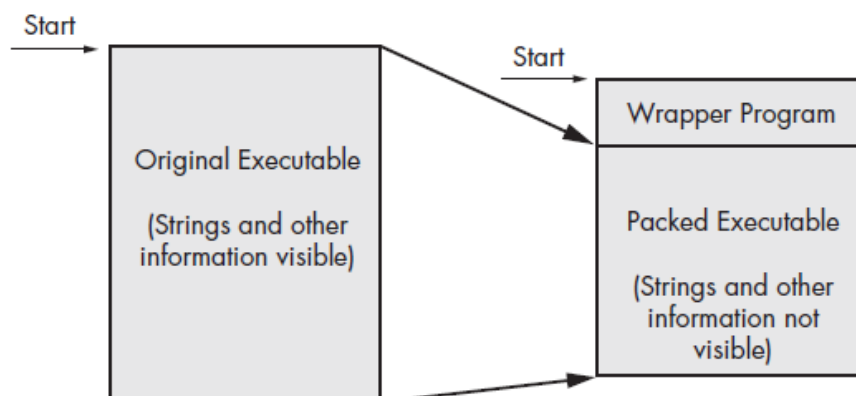 Start
Original Executable
(Strings and other
information visible)
Start
Wrapper Program
Packed Executable
(Strings and other
information not
visible)